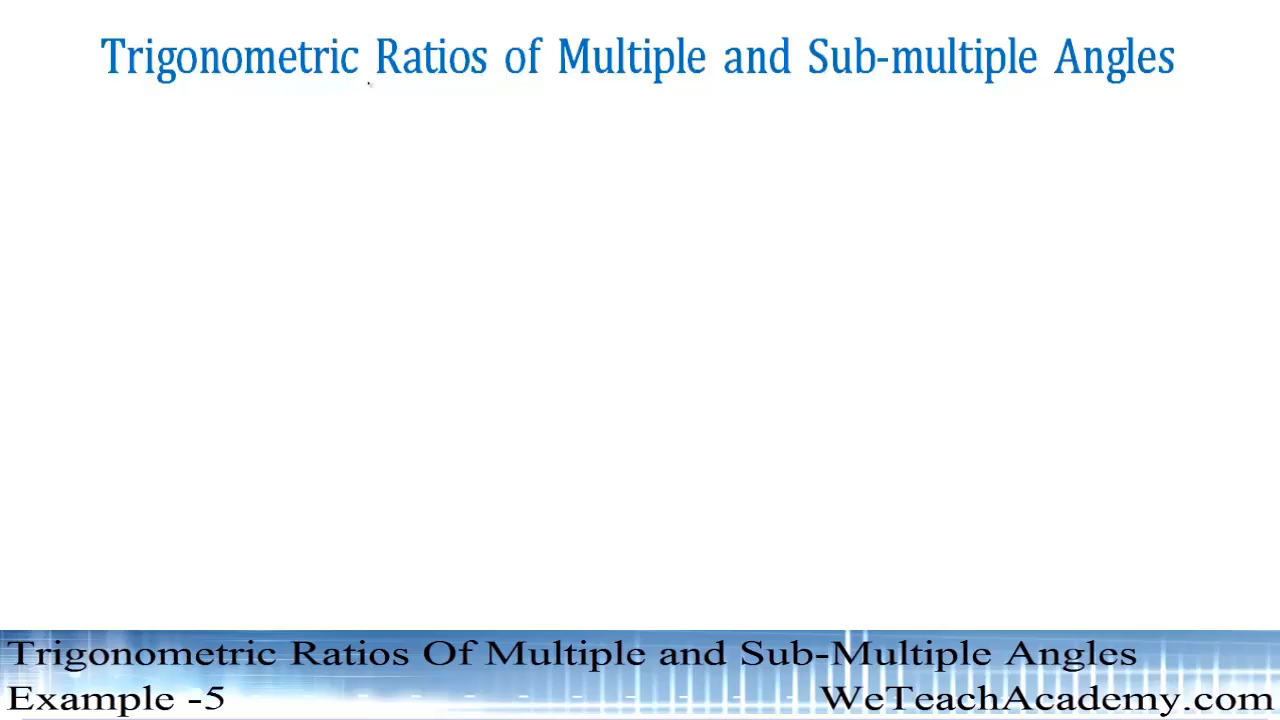 Trigonometric Ratios of Multiple and Sub-multiple Angles
Trigonometric Ratios Of Multiple and Sub-Multiple Angles
Example -5
WeTeachAcademy.com